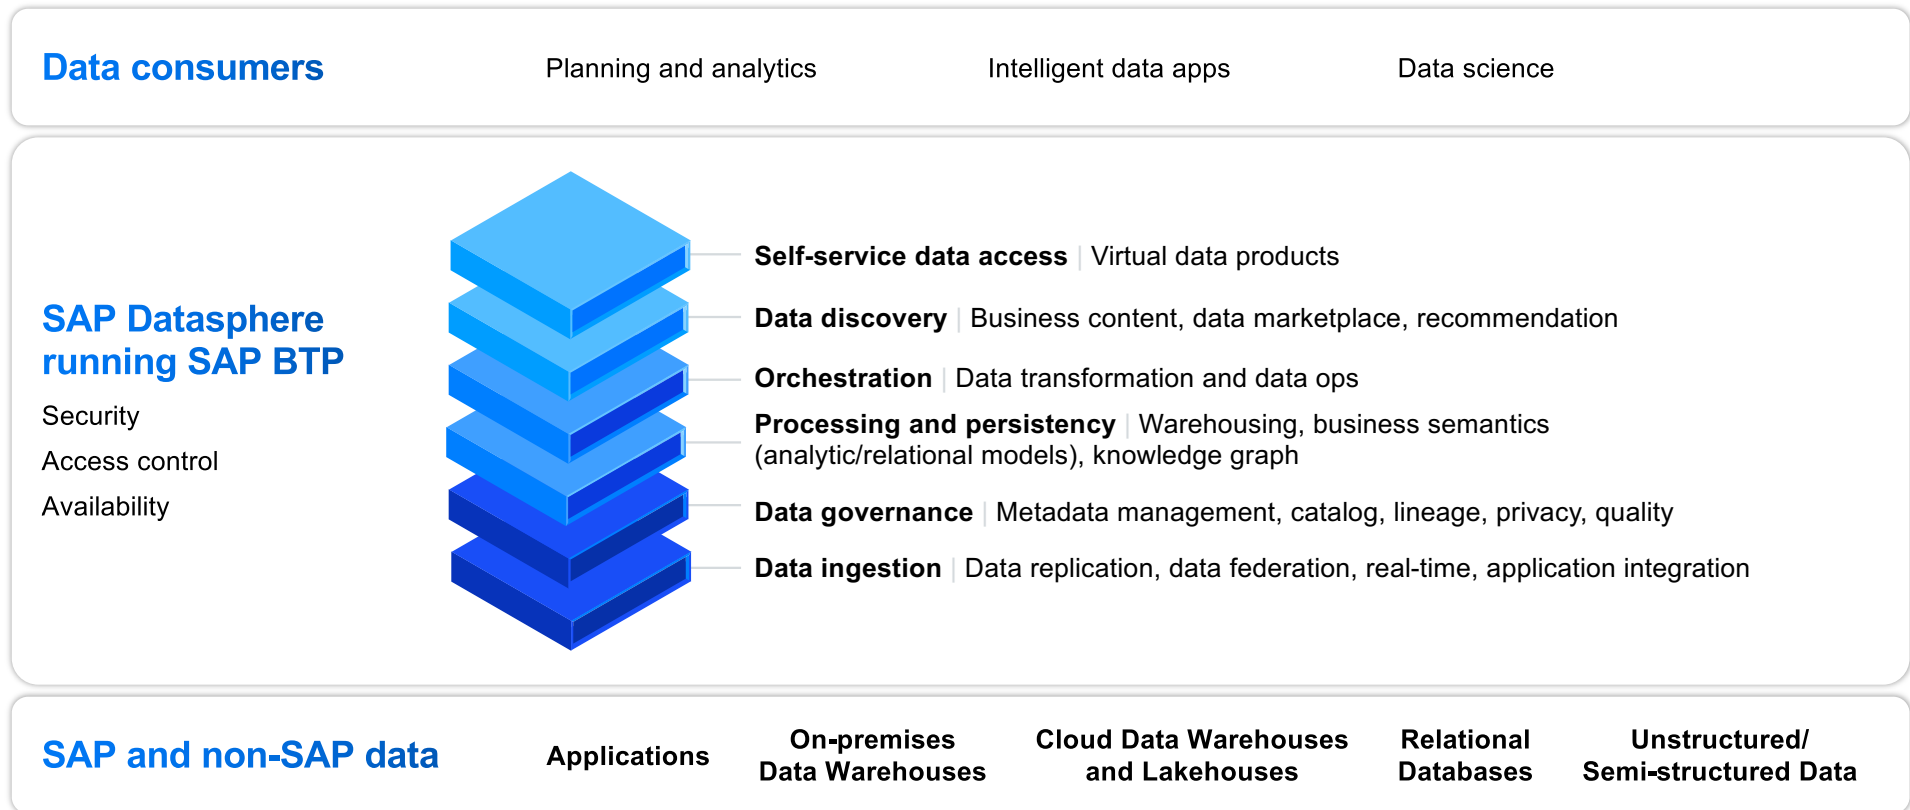 Data consumers
Planning and analytics
Intelligent data apps
Data science
SAP Datasphere
running SAP BTP
Security
Access control
Availability
Self-service data access | Virtual data products
Data discovery | Business content, data marketplace, recommendation
Orchestration | Data transformation and data ops
Processing and persistency | Warehousing, business semantics
(analytic/relational models), knowledge graph
Data governance | Metadata management, catalog, lineage, privacy, quality
Data ingestion | Data replication, data federation, real-time, application integration
SAP and non-SAP data
Applications
On-premises
Data Warehouses
Cloud Data Warehouses
and Lakehouses
Relational
Databases
Unstructured/
Semi-structured Data